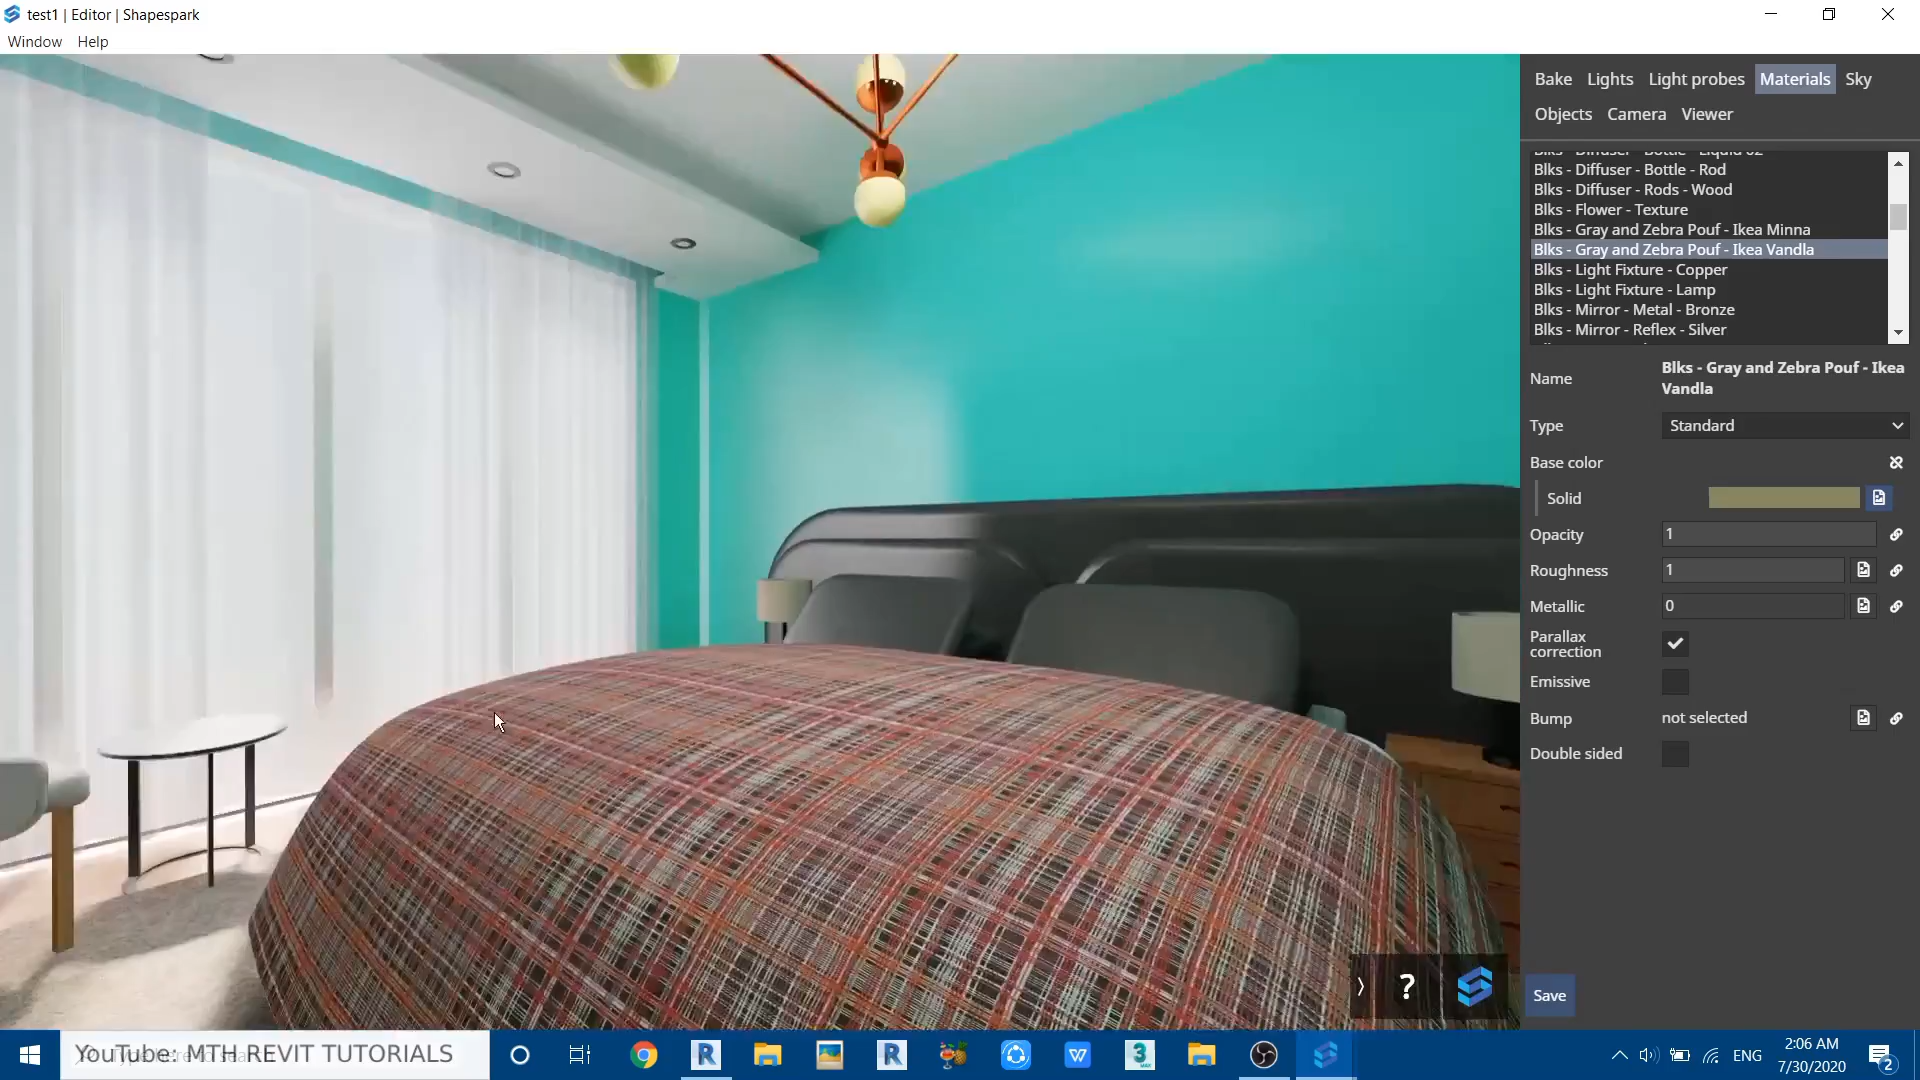 test1 | Editor | Shapespark
Window Help
Bake Lights Light probes Materials Sky
Objects Camera Viewer
Blks - Diffuser - Bottle - Liquid 02
Blks - Diffuser - Bottle - Rod
Blks - Diffuser - Rods - Wood
Blks - Flower - Texture
Blks - Gray and Zebra Pouf - Ikea Minna
Blks - Gray and Zebra Pouf - Ikea Vandla
Blks - Light Fixture - Copper
Blks - Light Fixture - Lamp
Blks - Mirror - Metal - Bronze
Blks - Mirror - Reflex - Silver
Name Blks - Gray and Zebra Pouf - Ikea
Vandla
Type Standard
Base color
Solid
Opacity 1
Roughness 1
Metallic 0
Parallax
correction
Emissive
Bump not selected
Double sided
?
Save
YouTube: MTH REVIT TUTORIALS
ENG
2:06 AM
7/30/2020
2